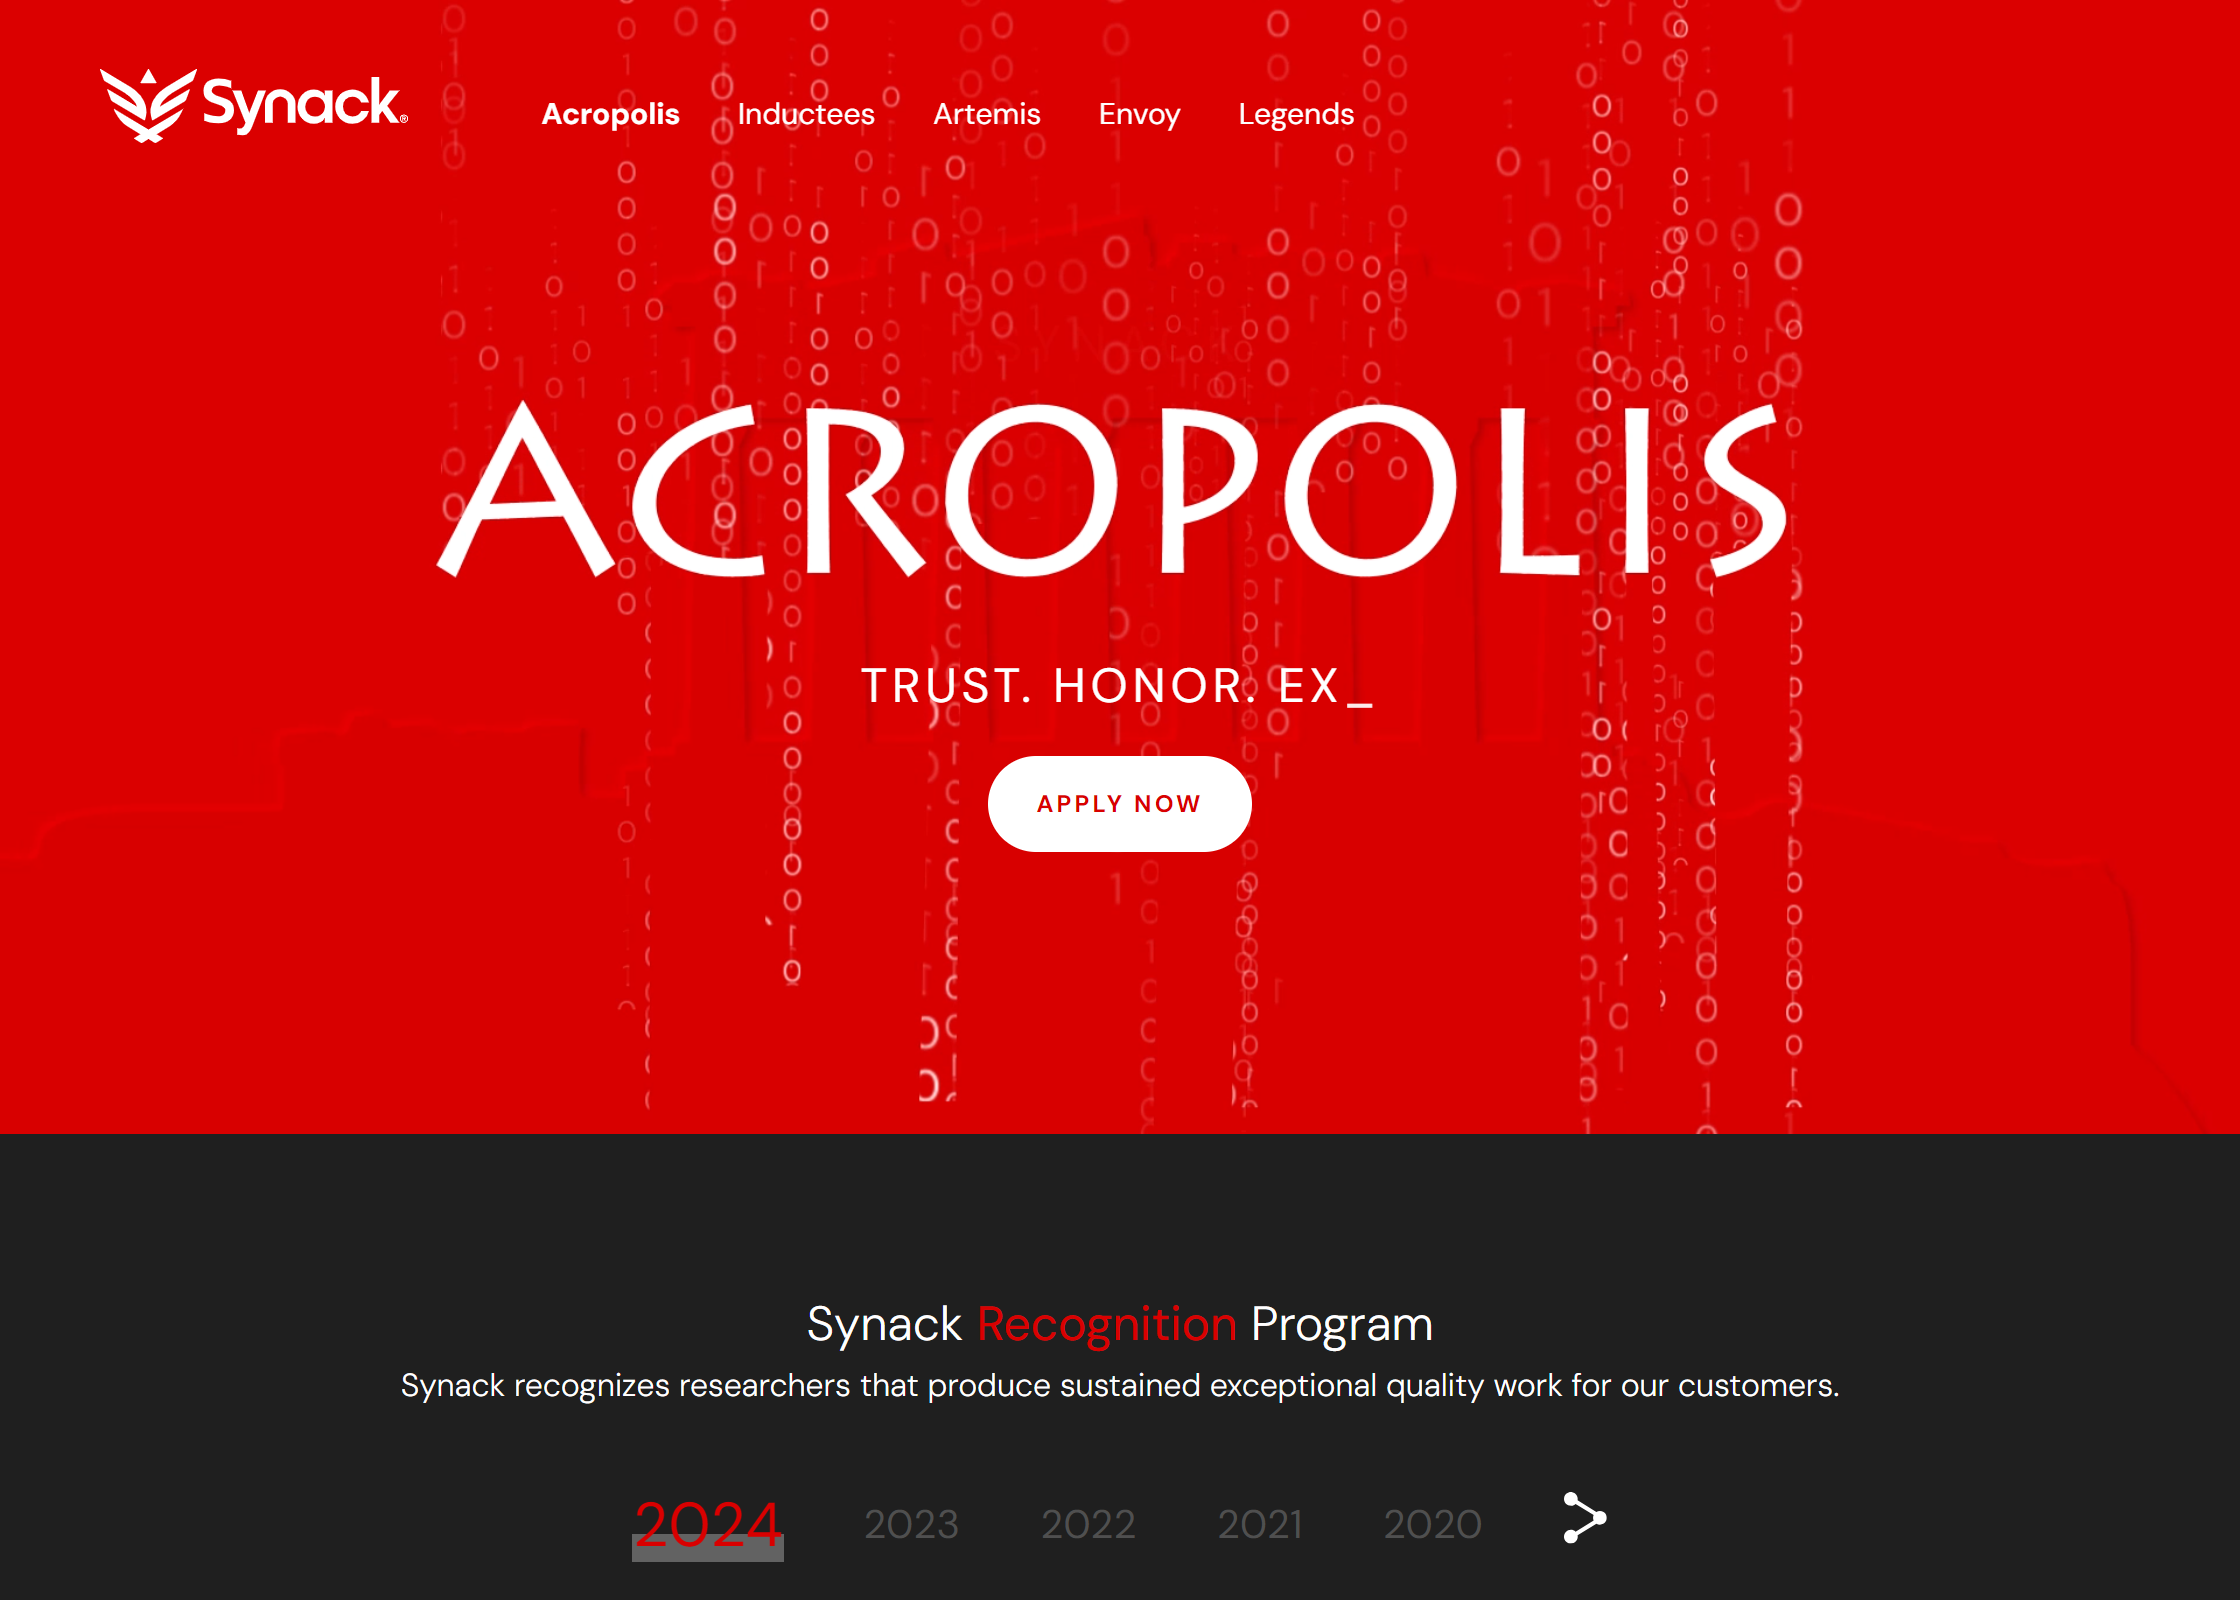 Synack®
Acropolis Inductees Artemis Envoy Legends
ACROPOLIS
TRUST. HONOR. EX_
APPLY NOW
Synack Recognition Program
Synack recognizes researchers that produce sustained exceptional quality work for our customers.
2024 2023 2022 2021 2020